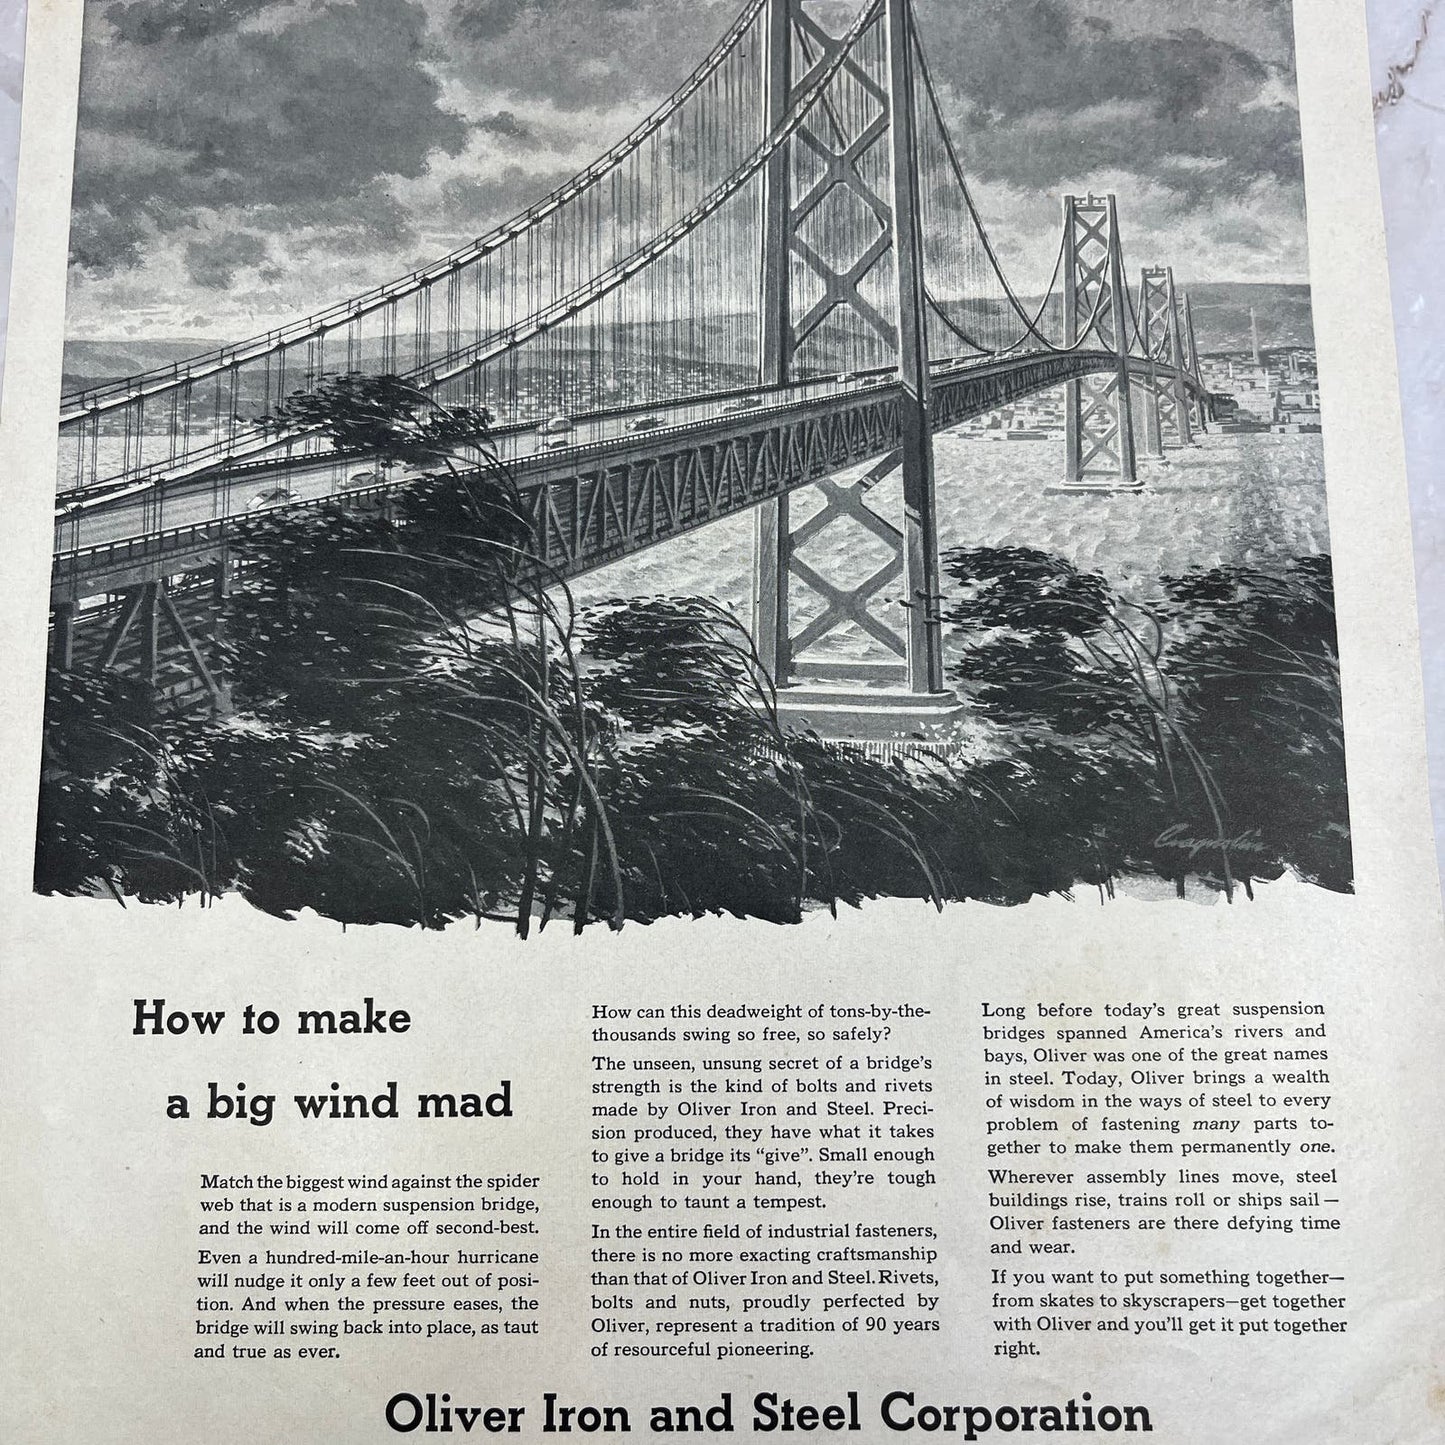 How to make
a big wind mad
Match the biggest wind against the spider
web that is a modern suspension bridge,
and the wind will come off second-best.
Even a hundred-mile-an-hour hurricane
will nudge it only a few feet out of posi-
tion. And when the pressure eases, the
bridge will swing back into place, as taut
and true as ever.
How can this deadweight of tons-by-the-
thousands swing so free, so safely?
The unseen, unsung secret of a bridge's
strength is the kind of bolts and rivets
made by Oliver Iron and Steel. Preci-
sion produced, they have what it takes
to give a bridge its "give". Small enough
to hold in your hand, they're tough
enough to taunt a tempest.
In the entire field of industrial fasteners,
there is no more exacting craftsmanship
than that of Oliver Iron and Steel. Rivets,
bolts and nuts, proudly perfected by
Oliver, represent a tradition of 90 years
of resourceful pioneering.
Long before today's great suspension
bridges spanned America's rivers and
bays, Oliver was one of the great names
in steel. Today, Oliver brings a wealth
of wisdom in the ways of steel to every
problem of fastening many parts to-
gether to make them permanently one.
Wherever assembly lines move, steel
buildings rise, trains roll or ships sail—
Oliver fasteners are there defying time
and wear.
If you want to put something together—
from skates to skyscrapers—get together
with Oliver and you'll get it put together
right.
Oliver Iron and Steel Corporation